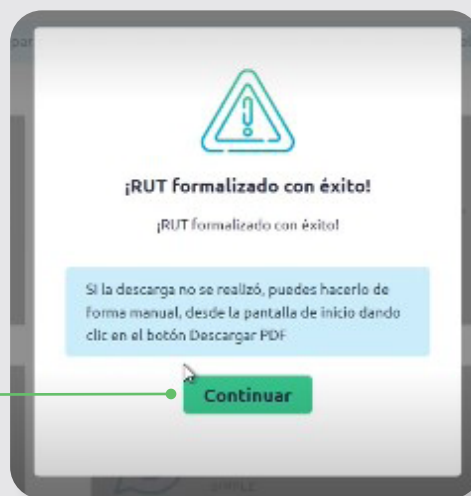 ¡RUT formalizado con éxito!
¡RUT formalizado con éxito!
Si la descarga no se realizó, puedes hacerlo de
forma manual, desde la pantalla de inicio dando
clic en el botón Descargar PDF
Continuar
SIMPLE